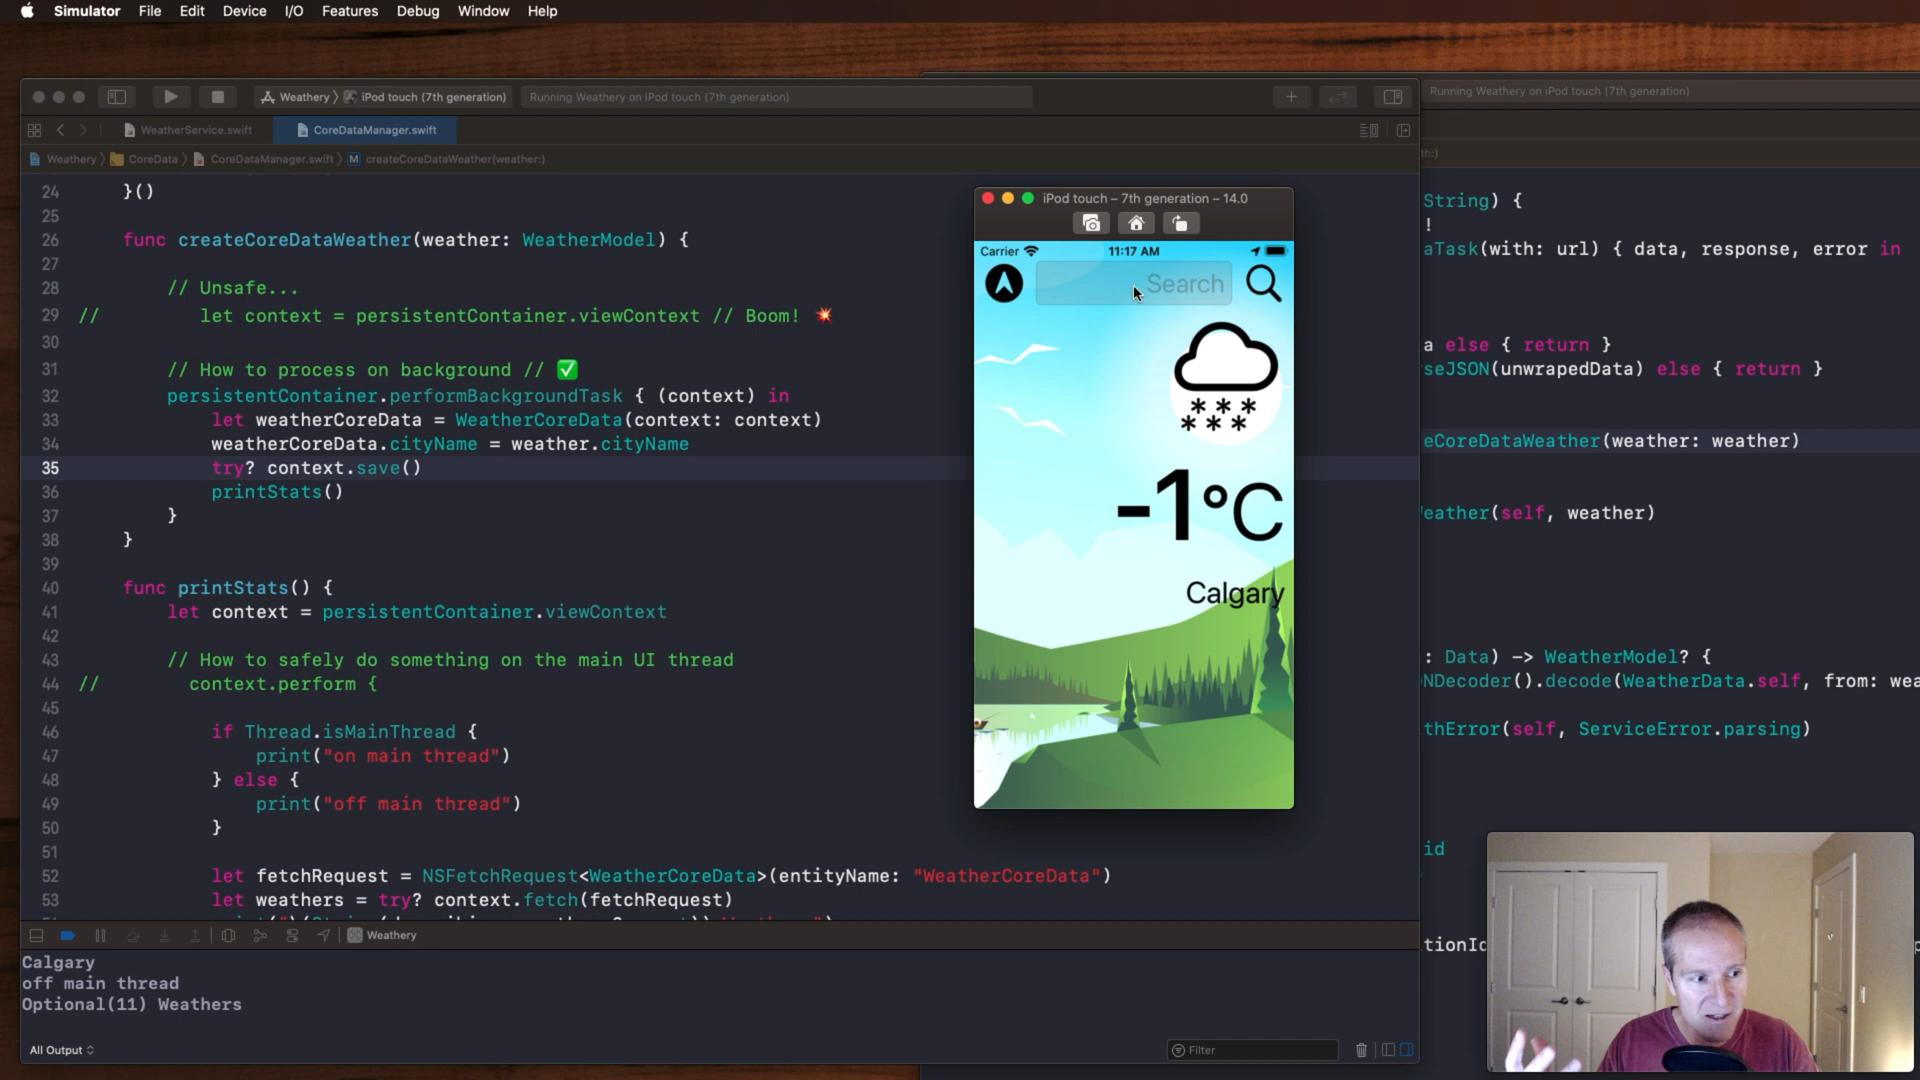 Simulator File Edit Device I/O Features Debug Window Help
Weathery iPod touch (7th generation) Running Weathery on iPod touch (7th generation)
Running Weathery on iPod touch (7th generation)
WeatherService.swift CoreDataManager.swift
Weathery CoreData CoreDataManager.swift M createCoreDataWeather(weather:)
th:)
24 }()
25
26 func createCoreDataWeather(weather: WeatherModel) {
27
28 // Unsafe...
29 // let context = persistentContainer.viewContext // Boom! 💥
30
31 // How to process on background // ✅
32 persistentContainer.performBackgroundTask { (context) in
33 let weatherCoreData = WeatherCoreData(context: context)
34 weatherCoreData.cityName = weather.cityName
35 try? context.save()
36 printStats()
37 }
38 }
39
40 func printStats() {
41 let context = persistentContainer.viewContext
42
43 // How to safely do something on the main UI thread
44 // context.perform {
45
46 if Thread.isMainThread {
47 print("on main thread")
48 } else {
49 print("off main thread")
50 }
51
52 let fetchRequest = NSFetchRequest<WeatherCoreData>(entityName: "WeatherCoreData")
53 let weathers = try? context.fetch(fetchRequest)
iPod touch – 7th generation – 14.0
Carrier 11:17 AM
Search
-1°C
Calgary
String) {
!
aTask(with: url) { data, response, error in
a else { return }
seJSON(unwrapedData) else { return }
eCoreDataWeather(weather: weather)
Weather(self, weather)
: Data) -> WeatherModel? {
NDecoder().decode(WeatherData.self, from: wea
thError(self, ServiceError.parsing)
id
tionId
Weathery
Calgary
off main thread
Optional(11) Weathers
All Output Filter